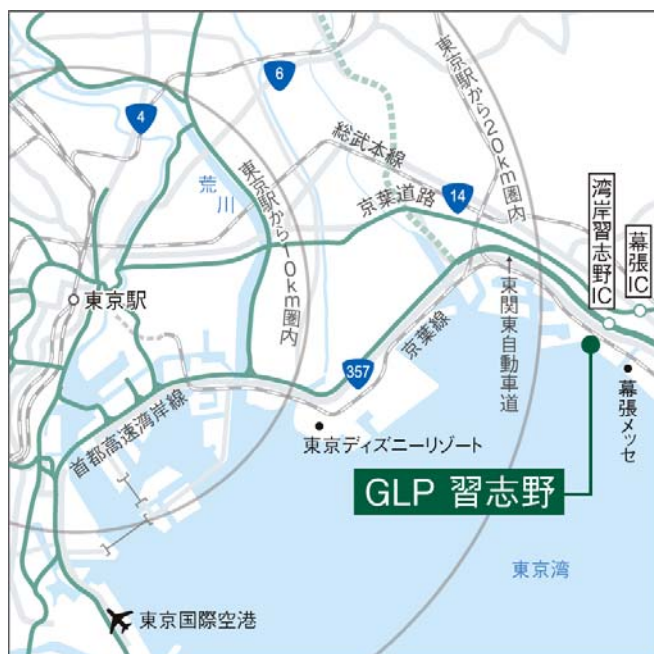 6
4
東京駅から20km圏内
総武本線
14
荒川
東京駅から10km圏内
京葉道路
湾岸習志野IC
幕張IC
東京駅
↑東関東自動車道
京葉線
357
首都高速湾岸線
東京ディズニーリゾート
幕張メッセ
GLP 習志野
東京湾
東京国際空港